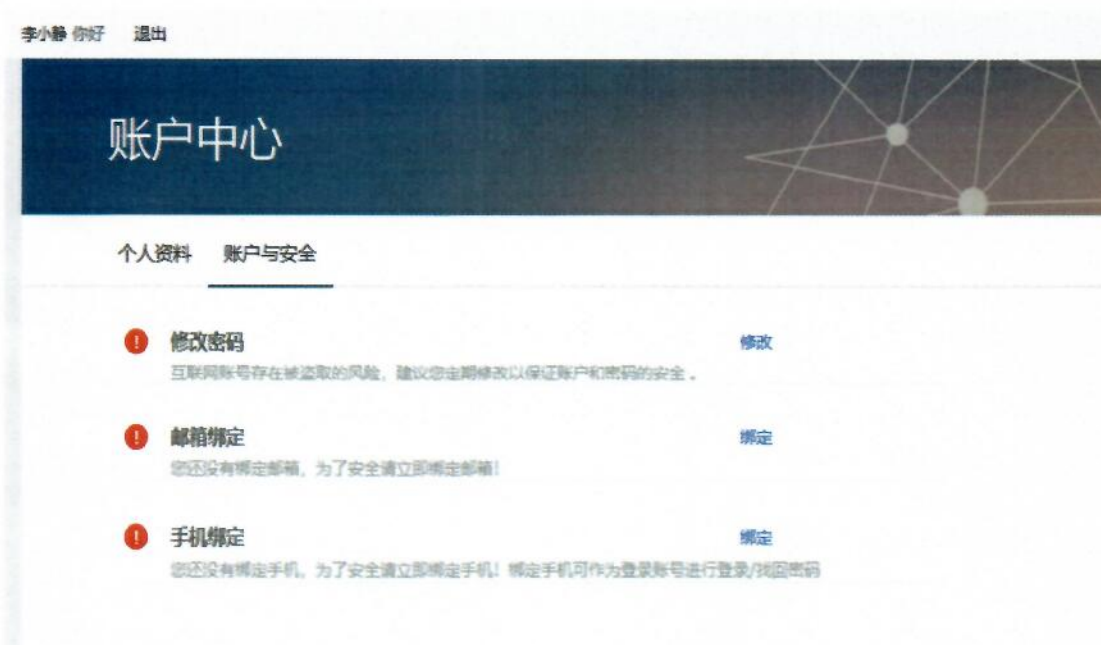 李小静 你好 退出
账户中心
个人资料 账户与安全
修改密码 修改
互联网账号存在被盗取的风险，建议您定期修改以保证账户和密码的安全 。
邮箱绑定 绑定
您还没有绑定邮箱，为了安全请立即绑定邮箱！
手机绑定 绑定
您还没有绑定手机，为了安全请立即绑定手机！绑定手机可作为登录账号进行登录/找回密码